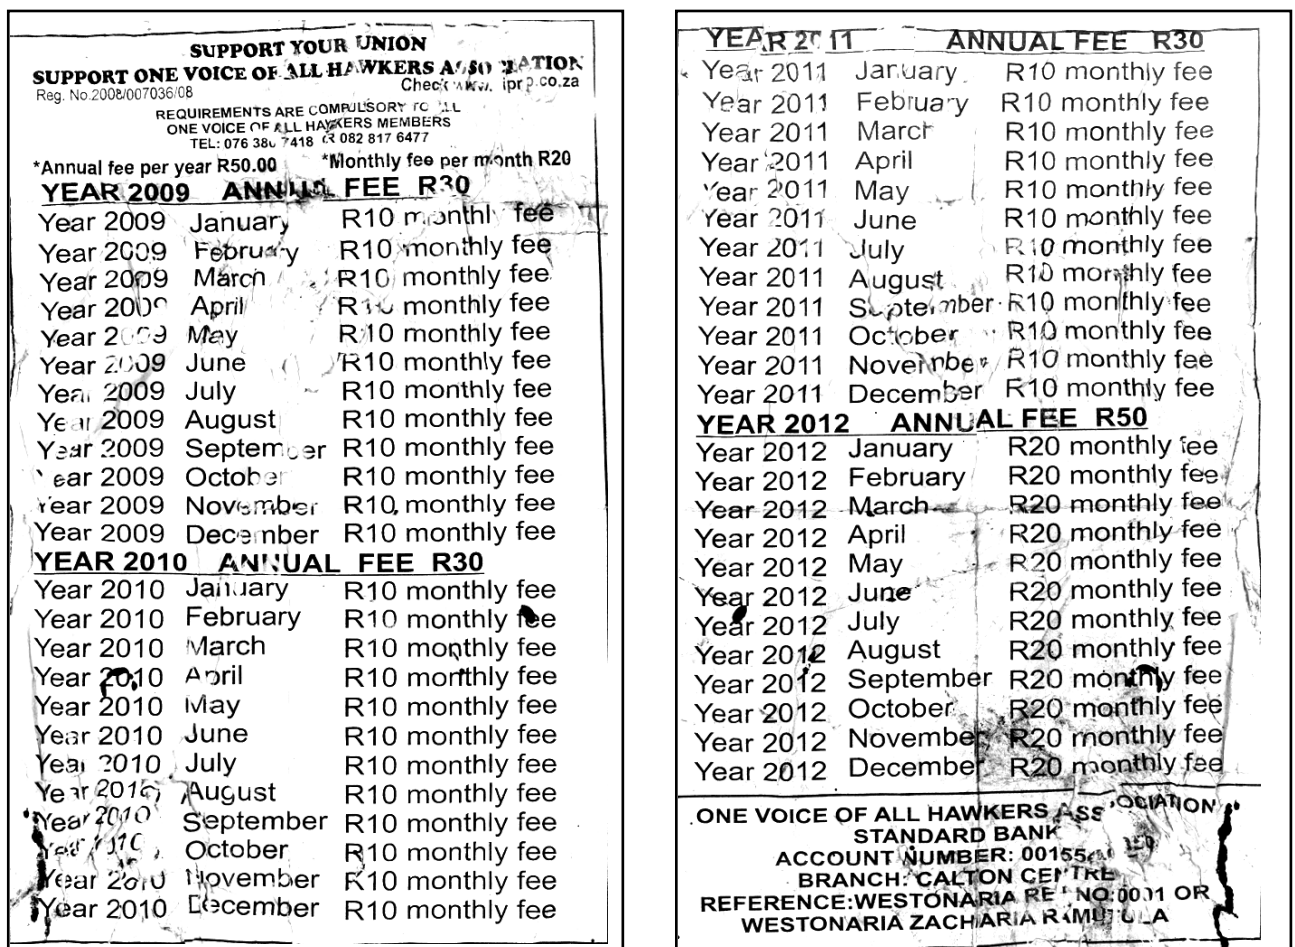 SUPPORT YOUR UNION
SUPPORT ONE VOICE OF ALL HAWKERS ASSOCIATION
Reg. No.2008/007036/08 Check www. iprp.co.za
REQUIREMENTS ARE COMPULSORY TO ALL
ONE VOICE OF ALL HAWKERS MEMBERS
TEL: 7418 082 817 6477
*Annual fee per year R50.00 *Monthly fee per month R20
YEAR 2009 ANNUAL FEE R30
Year 2009 January R10 monthly fee
Year 2009 February R10 monthly fee
Year 2009 March R10 monthly fee
Year 2009 April R10 monthly fee
Year 2009 May R10 monthly fee
Year 2009 June R10 monthly fee
Year 2009 July R10 monthly fee
Year 2009 August R10 monthly fee
Year 2009 September R10 monthly fee
Year 2009 October R10 monthly fee
Year 2009 November R10 monthly fee
Year 2009 December R10 monthly fee
YEAR 2010 ANNUAL FEE R30
Year 2010 January R10 monthly fee
Year 2010 February R10 monthly fee
Year 2010 March R10 monthly fee
Year 2010 April R10 monthly fee
Year 2010 May R10 monthly fee
Year 2010 June R10 monthly fee
Year 2010 July R10 monthly fee
Year 2010 August R10 monthly fee
Year 2010 September R10 monthly fee
Year 2010 October R10 monthly fee
Year 2010 November R10 monthly fee
Year 2010 December R10 monthly fee
YEAR 2011 ANNUAL FEE R30
Year 2011 January R10 monthly fee
Year 2011 February R10 monthly fee
Year 2011 March R10 monthly fee
Year 2011 April R10 monthly fee
Year 2011 May R10 monthly fee
Year 2011 June R10 monthly fee
Year 2011 July R10 monthly fee
Year 2011 August R10 monthly fee
Year 2011 September R10 monthly fee
Year 2011 October R10 monthly fee
Year 2011 November R10 monthly fee
Year 2011 December R10 monthly fee
YEAR 2012 ANNUAL FEE R50
Year 2012 January R20 monthly fee
Year 2012 February R20 monthly fee
Year 2012 March R20 monthly fee
Year 2012 April R20 monthly fee
Year 2012 May R20 monthly fee
Year 2012 June R20 monthly fee
Year 2012 July R20 monthly fee
Year 2012 August R20 monthly fee
Year 2012 September R20 monthly fee
Year 2012 October R20 monthly fee
Year 2012 November R20 monthly fee
Year 2012 December R20 monthly fee
ONE VOICE OF ALL HAWKERS ASSOCIATION
STANDARD BANK
ACCOUNT NUMBER:
BRANCH: CALTON CENTRE
REFERENCE:WESTONARIA NO:0001 OR
WESTONARIA ZACHARIA